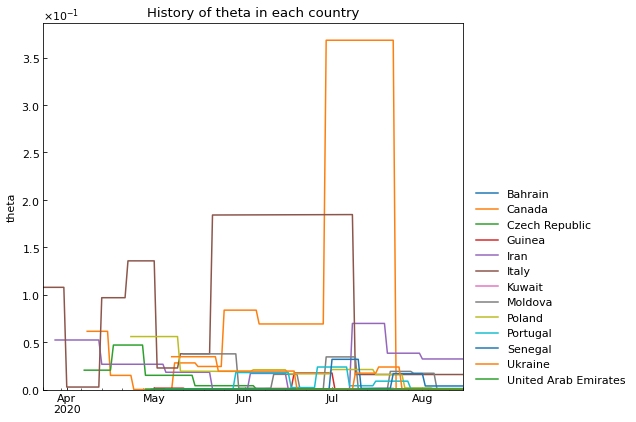 History of theta in each country
×10⁻¹
3.5
3.0
2.5
2.0
1.5
1.0
0.5
0.0
theta
Apr May Jun Jul Aug
2020
Bahrain
Canada
Czech Republic
Guinea
Iran
Italy
Kuwait
Moldova
Poland
Portugal
Senegal
Ukraine
United Arab Emirates